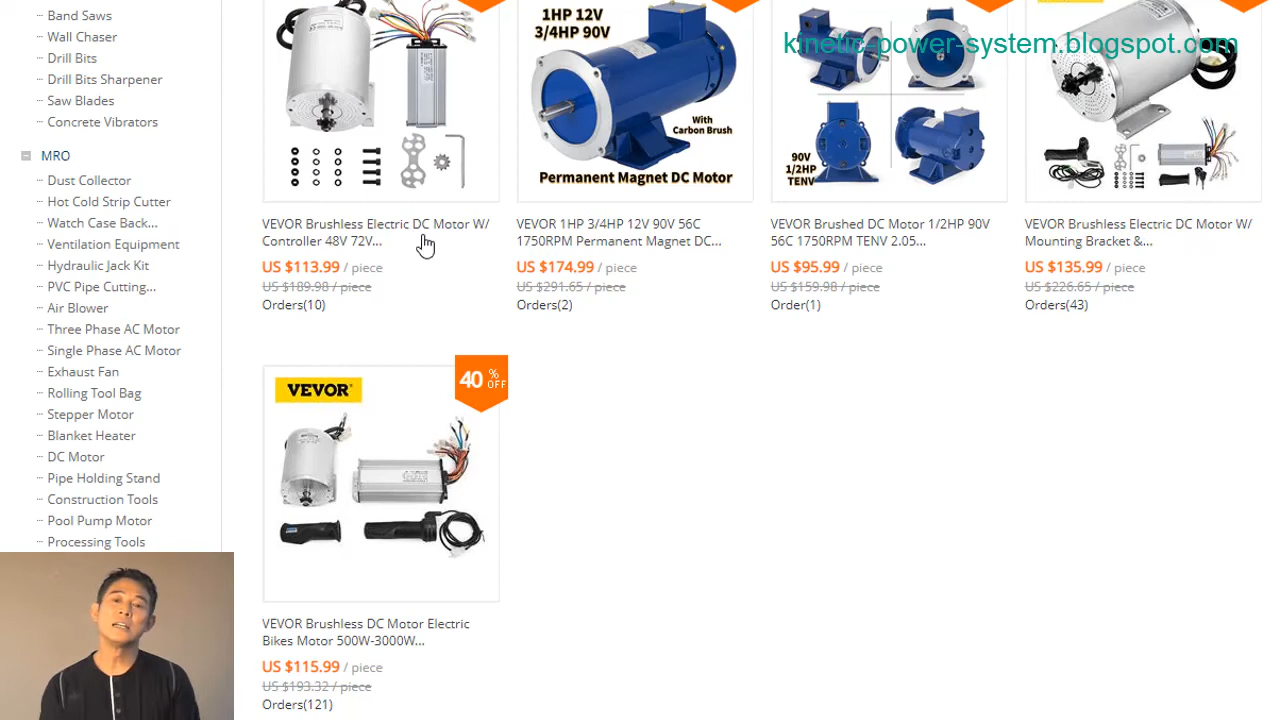 Band Saws
Wall Chaser
Drill Bits
Drill Bits Sharpener
Saw Blades
Concrete Vibrators
MRO
Dust Collector
Hot Cold Strip Cutter
Watch Case Back...
Ventilation Equipment
Hydraulic Jack Kit
PVC Pipe Cutting...
Air Blower
Three Phase AC Motor
Single Phase AC Motor
Exhaust Fan
Rolling Tool Bag
Stepper Motor
Blanket Heater
DC Motor
Pipe Holding Stand
Construction Tools
Pool Pump Motor
Processing Tools
1HP 12V
3/4HP 90V
With
Carbon Brush
Permanent Magnet DC Motor
kinetic-power-system.blogspot.com
90V
1/2HP
TENV
VEVOR Brushless Electric DC Motor W/
Controller 48V 72V...
US $113.99 / piece
US $189.98 / piece
Orders(10)
VEVOR 1HP 3/4HP 12V 90V 56C
1750RPM Permanent Magnet DC...
US $174.99 / piece
US $291.65 / piece
Orders(2)
VEVOR Brushed DC Motor 1/2HP 90V
56C 1750RPM TENV 2.05...
US $95.99 / piece
US $159.98 / piece
Order(1)
VEVOR Brushless Electric DC Motor W/
Mounting Bracket &...
US $135.99 / piece
US $226.65 / piece
Orders(43)
VEVOR
40 % OFF
VEVOR Brushless DC Motor Electric
Bikes Motor 500W-3000W...
US $115.99 / piece
US $193.32 / piece
Orders(121)